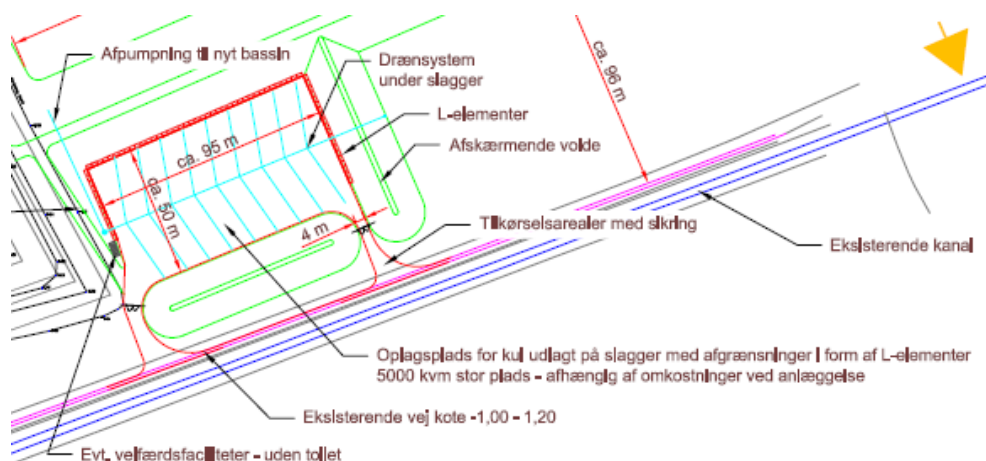 Afpumpning til nyt bassin
Drænsystem
under slagger
L-elementer
Afskærmende volde
ca. 96 m
ca. 95 m
ca. 50 m
4 m
Tilkørselsarealer med sikring
Eksisterende kanal
Oplagsplads for kul udlagt på slagger med afgrænsninger i form af L-elementer
5000 kvm stor plads - afhængig af omkostninger ved anlæggelse
Eksisterende vej kote -1,00 - 1,20
Evt. velfærdsfaciliteter - uden toilet